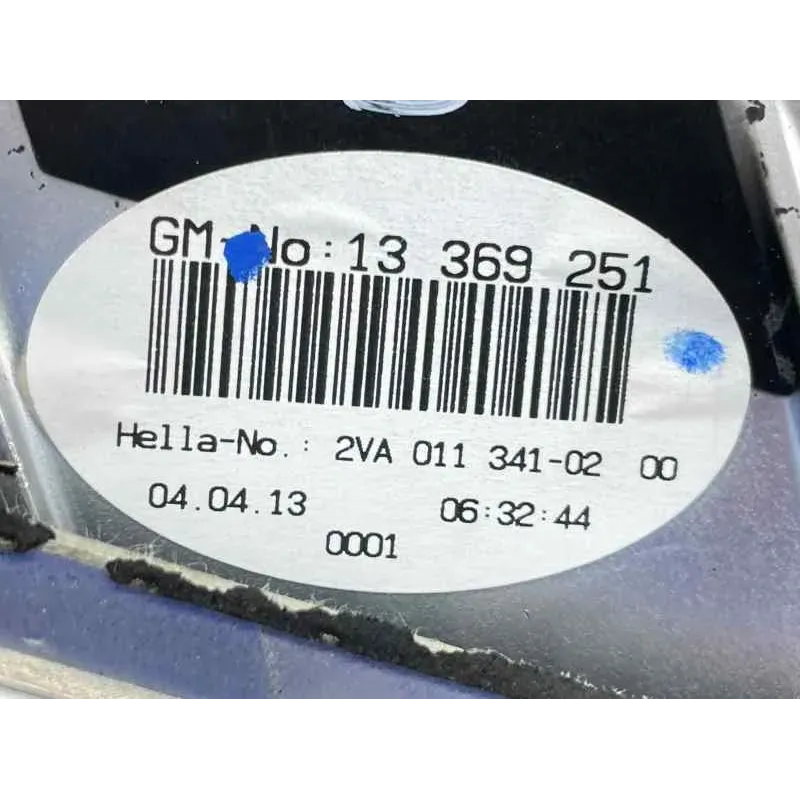 GM-No:13 369 251
Hella-No.: 2VA 011 341-02 00
04.04.13 06:32:44
0001